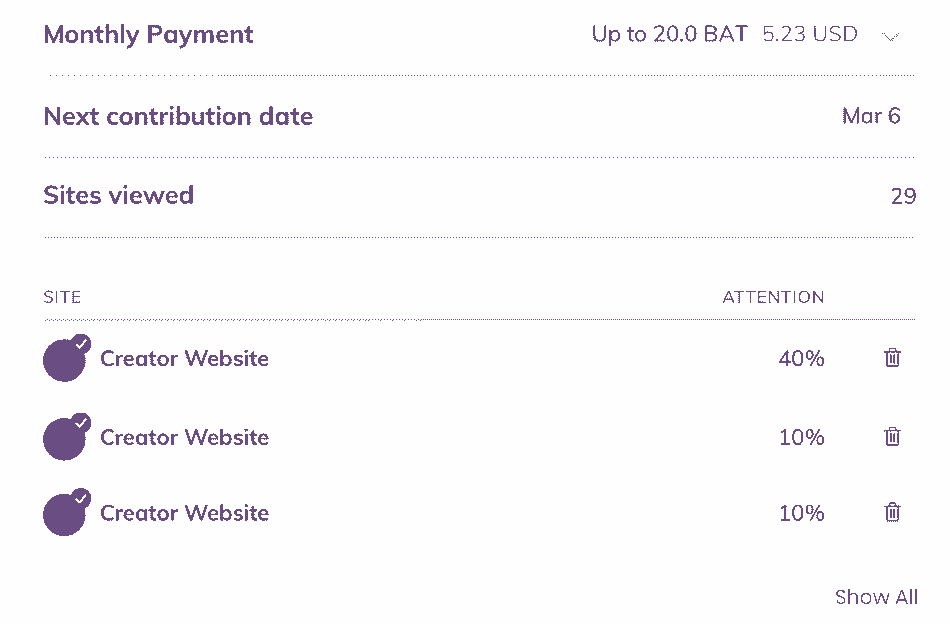 Monthly Payment Up to 20.0 BAT 5.23 USD
Next contribution date Mar 6
Sites viewed 29
SITE ATTENTION
Creator Website 40%
Creator Website 10%
Creator Website 10%
Show All